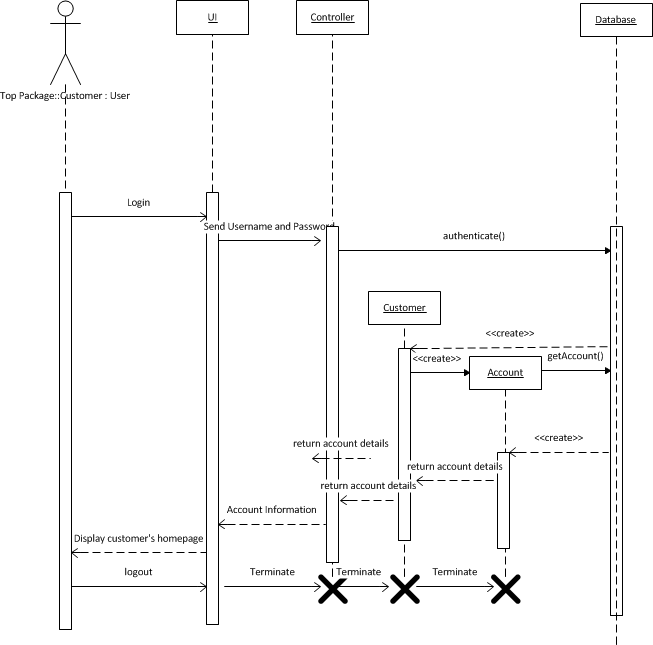 UI
Controller
Database
Top Package::Customer : User
Login
Send Username and Password
authenticate()
Customer
<<create>>
<<create>>
getAccount()
Account
<<create>>
return account details
return account details
return account details
Account Information
Display customer's homepage
logout
Terminate
Terminate
Terminate